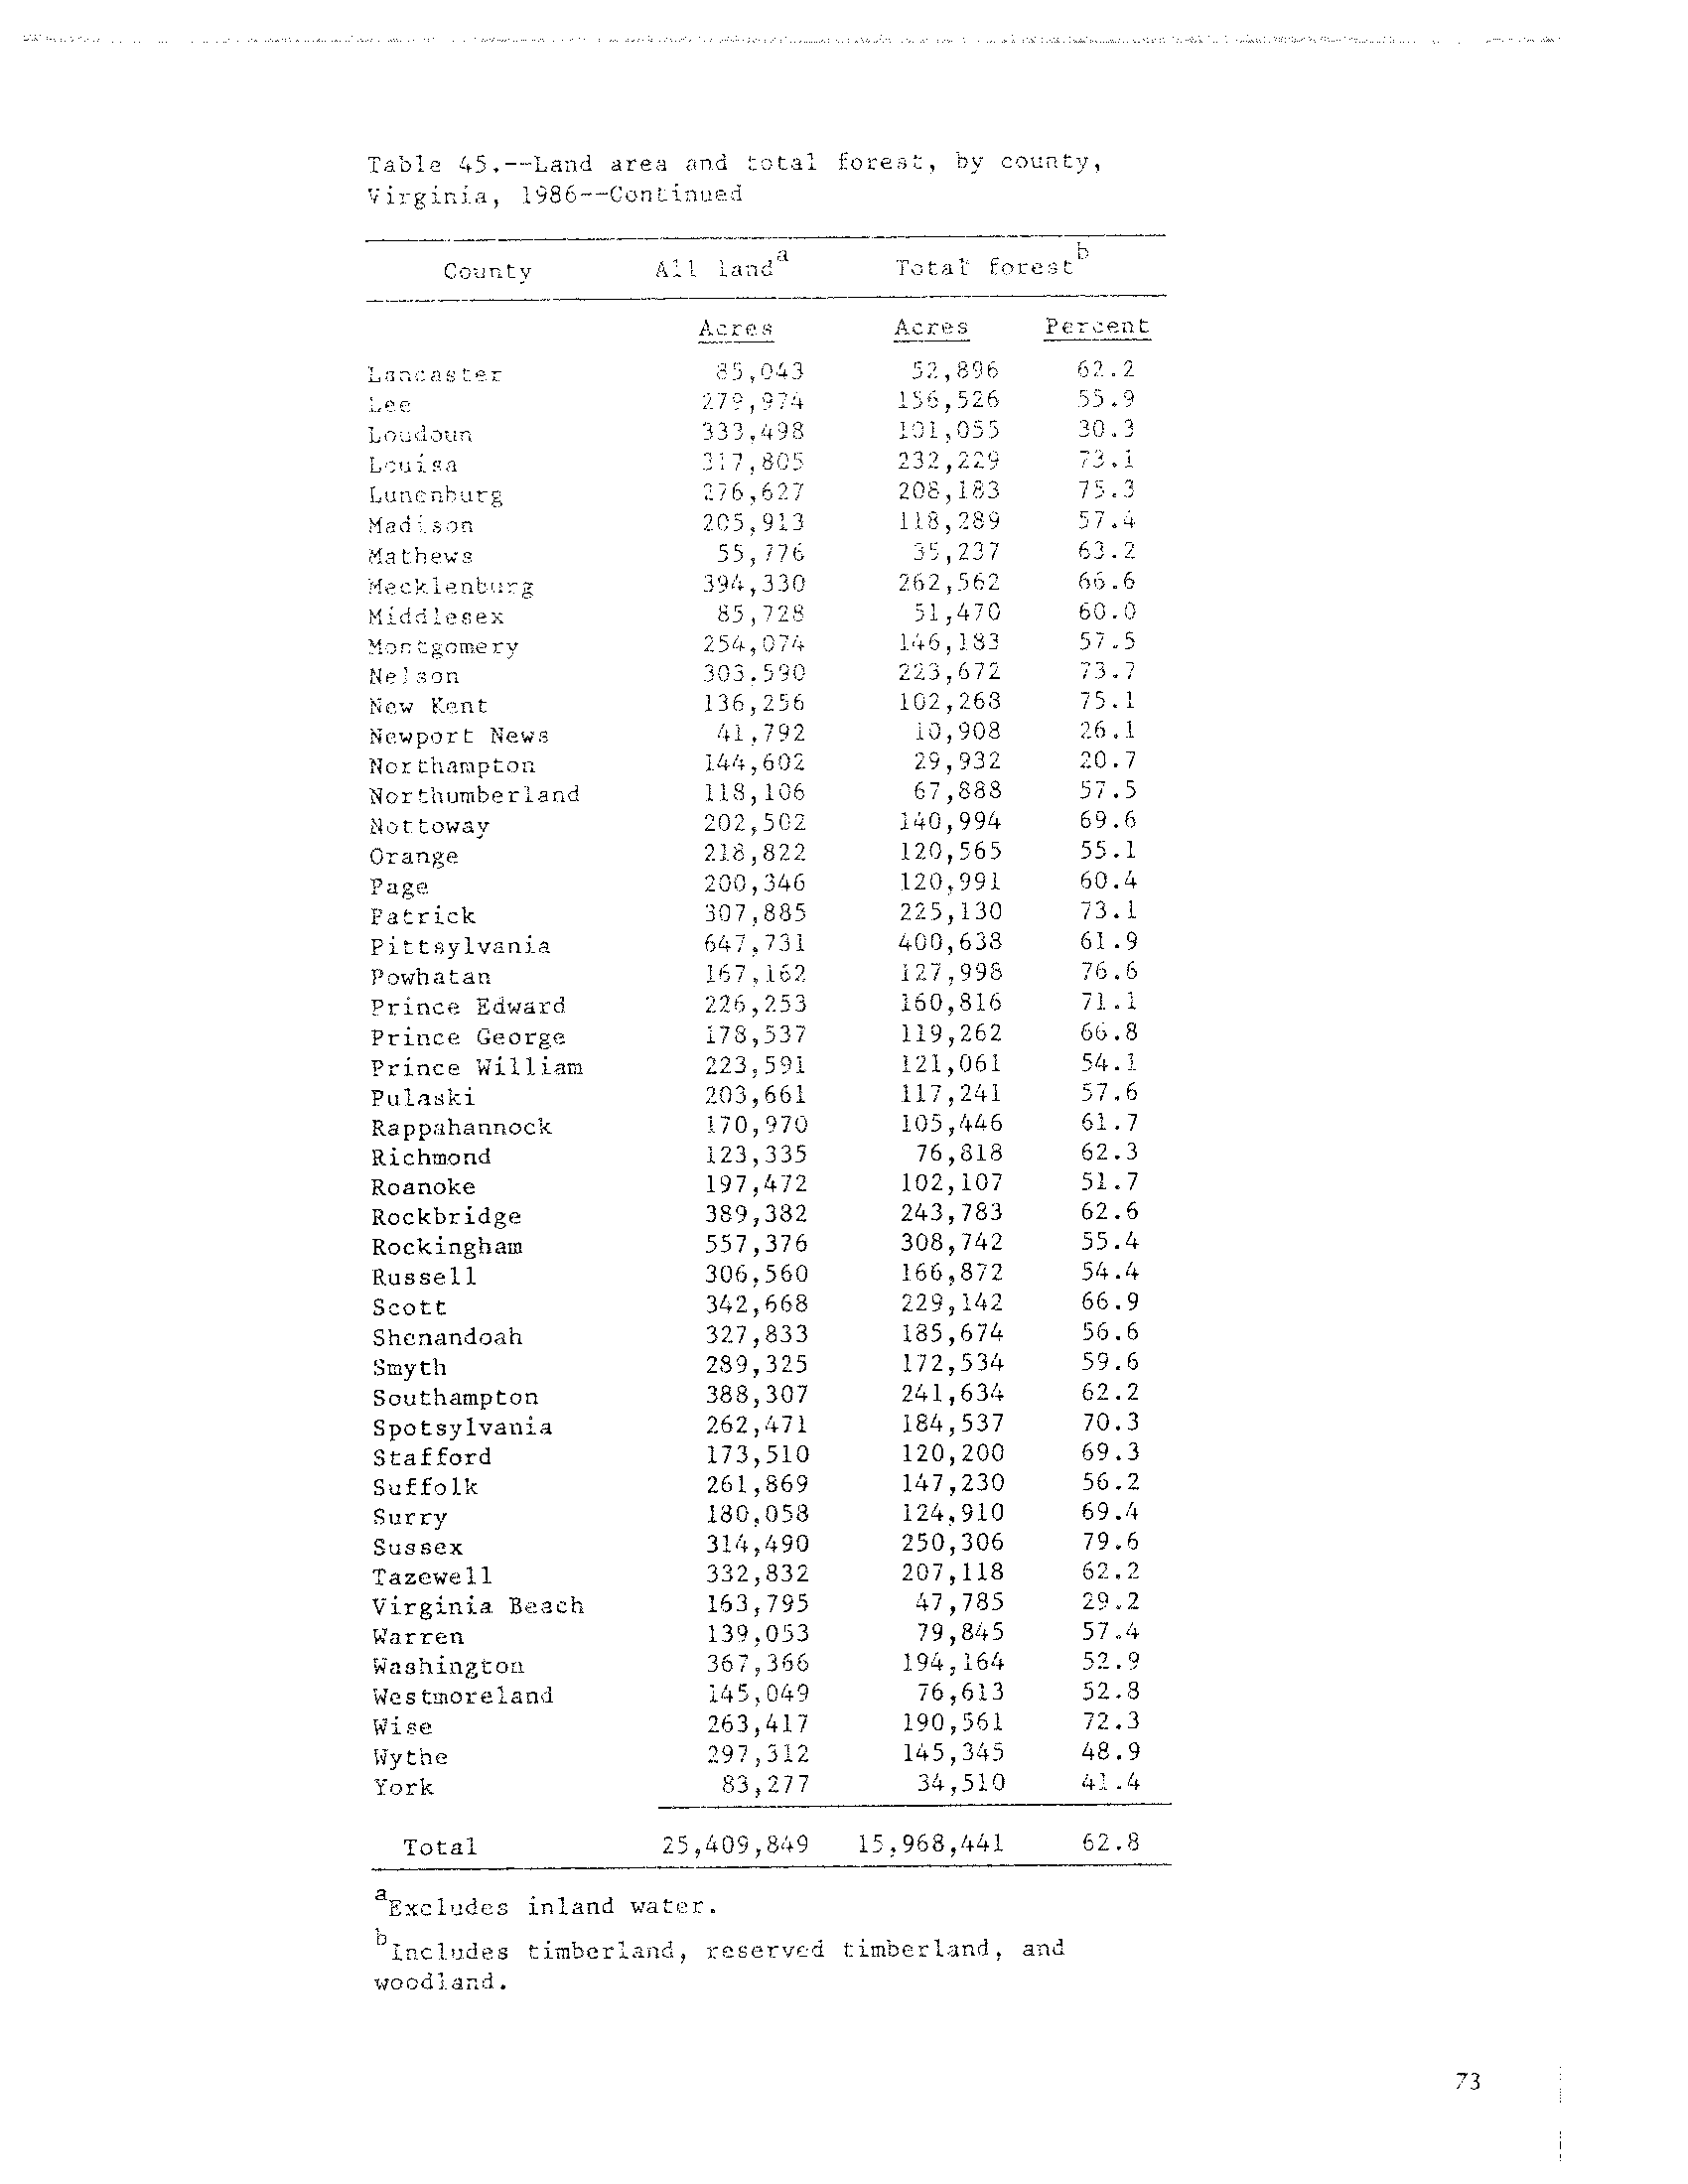 Table 45.--Land area and total forest, by county,
Virginia, 1986--Continued
County All land^a Total forest^b
Acres Acres Percent
Lancaster 85,043 52,896 62.2
Lee 279,974 156,526 55.9
Loudoun 333,498 101,055 30.3
Louisa 317,805 232,229 73.1
Lunenburg 276,627 208,183 75.3
Madison 205,913 118,289 57.4
Mathews 55,776 35,237 63.2
Mecklenburg 394,330 262,562 66.6
Middlesex 85,728 51,470 60.0
Montgomery 254,074 146,183 57.5
Nelson 303.590 223,672 73.7
New Kent 136,256 102,268 75.1
Newport News 41,792 10,908 26.1
Northampton 144,602 29,932 20.7
Northumberland 118,106 67,888 57.5
Nottoway 202,502 140,994 69.6
Orange 218,822 120,565 55.1
Page 200,346 120,991 60.4
Patrick 307,885 225,130 73.1
Pittsylvania 647,731 400,638 61.9
Powhatan 167,162 127,998 76.6
Prince Edward 226,253 160,816 71.1
Prince George 178,537 119,262 66.8
Prince William 223,591 121,061 54.1
Pulaski 203,661 117,241 57.6
Rappahannock 170,970 105,446 61.7
Richmond 123,335 76,818 62.3
Roanoke 197,472 102,107 51.7
Rockbridge 389,382 243,783 62.6
Rockingham 557,376 308,742 55.4
Russell 306,560 166,872 54.4
Scott 342,668 229,142 66.9
Shenandoah 327,833 185,674 56.6
Smyth 289,325 172,534 59.6
Southampton 388,307 241,634 62.2
Spotsylvania 262,471 184,537 70.3
Stafford 173,510 120,200 69.3
Suffolk 261,869 147,230 56.2
Surry 180,058 124,910 69.4
Sussex 314,490 250,306 79.6
Tazewell 332,832 207,118 62.2
Virginia Beach 163,795 47,785 29.2
Warren 139,053 79,845 57.4
Washington 367,366 194,164 52.9
Westmoreland 145,049 76,613 52.8
Wise 263,417 190,561 72.3
Wythe 297,312 145,345 48.9
York 83,277 34,510 41.4
Total 25,409,849 15,968,441 62.8
^aExcludes inland water.
^bIncludes timberland, reserved timberland, and
woodland.
73